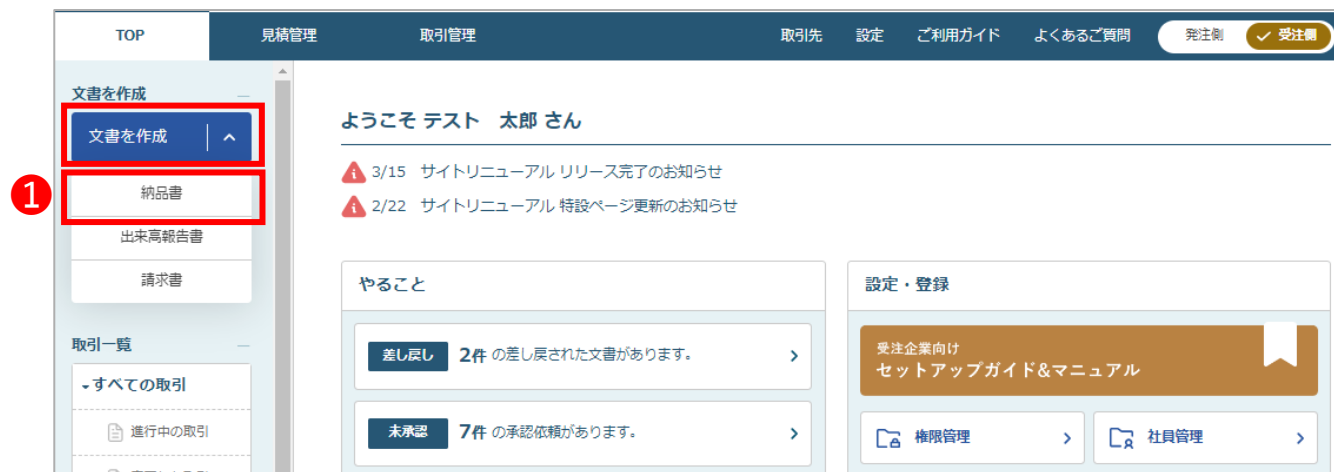 TOP 見積管理 取引管理 取引先 設定 ご利用ガイド よくあるご質問 発注側 受注側
文書を作成
文書を作成
1
納品書
出来高報告書
請求書
取引一覧
すべての取引
進行中の取引
ようこそ テスト 太郎 さん
3/15 サイトリニューアル リリース完了のお知らせ
2/22 サイトリニューアル 特設ページ更新のお知らせ
やること
差し戻し 2件 の差し戻された文書があります。
未承認 7件 の承認依頼があります。
設定・登録
受注企業向け
セットアップガイド&マニュアル
権限管理 社員管理